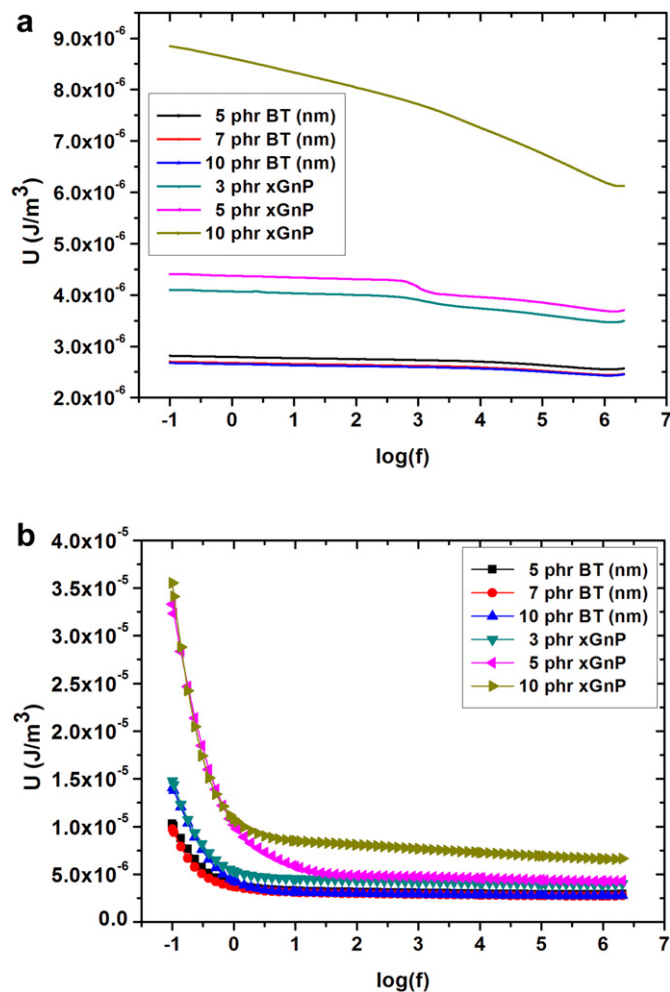 a
9.0x10⁻⁶
8.0x10⁻⁶
7.0x10⁻⁶
6.0x10⁻⁶
5.0x10⁻⁶
4.0x10⁻⁶
3.0x10⁻⁶
2.0x10⁻⁶
U (J/m³)
5 phr BT (nm)
7 phr BT (nm)
10 phr BT (nm)
3 phr xGnP
5 phr xGnP
10 phr xGnP
-1 0 1 2 3 4 5 6 7
log(f)
b
4.0x10⁻⁵
3.5x10⁻⁵
3.0x10⁻⁵
2.5x10⁻⁵
2.0x10⁻⁵
1.5x10⁻⁵
1.0x10⁻⁵
5.0x10⁻⁶
0.0
U (J/m³)
5 phr BT (nm)
7 phr BT (nm)
10 phr BT (nm)
3 phr xGnP
5 phr xGnP
10 phr xGnP
-1 0 1 2 3 4 5 6 7
log(f)